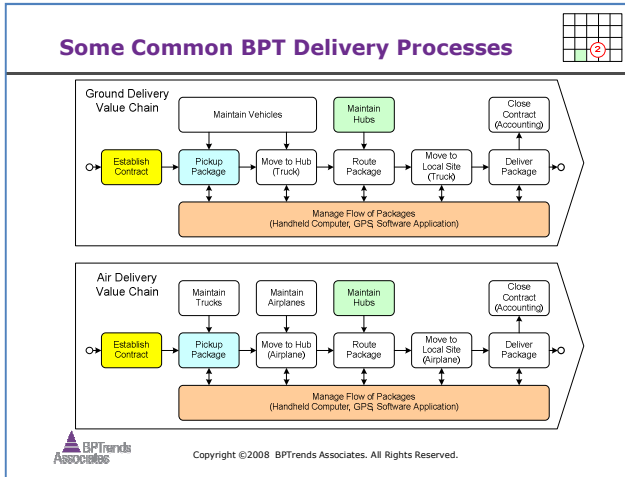 Some Common BPT Delivery Processes
2
Ground Delivery
Value Chain
Maintain Vehicles
Maintain
Hubs
Close
Contract
(Accounting)
Establish
Contract
Pickup
Package
Move to Hub
(Truck)
Route
Package
Move to
Local Site
(Truck)
Deliver
Package
Manage Flow of Packages
(Handheld Computer, GPS, Software Application)
Air Delivery
Value Chain
Maintain
Trucks
Maintain
Airplanes
Maintain
Hubs
Close
Contract
(Accounting)
Establish
Contract
Pickup
Package
Move to Hub
(Airplane)
Route
Package
Move to
Local Site
(Airplane)
Deliver
Package
Manage Flow of Packages
(Handheld Computer, GPS, Software Application)
BPTrends
Associates
Copyright ©2008 BPTrends Associates. All Rights Reserved.